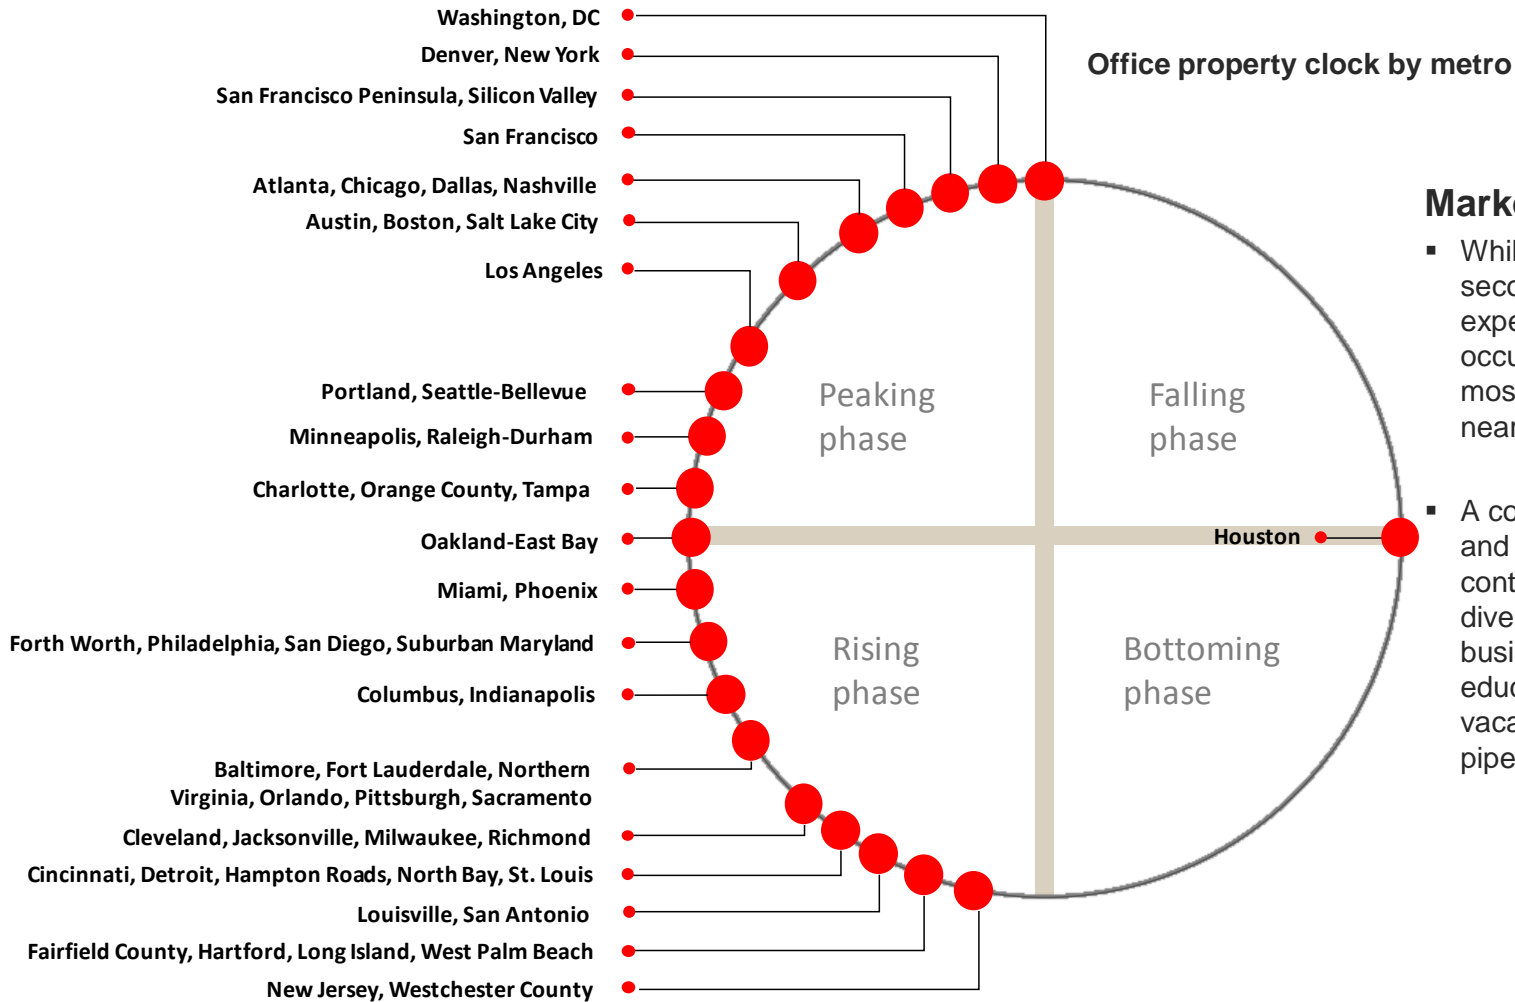 Washington, DC
Denver, New York
Office property clock by metro
San Francisco Peninsula, Silicon Valley
San Francisco
Atlanta, Chicago, Dallas, Nashville
Austin, Boston, Salt Lake City
Los Angeles
Portland, Seattle-Bellevue
Minneapolis, Raleigh-Durham
Charlotte, Orange County, Tampa
Oakland-East Bay
Miami, Phoenix
Forth Worth, Philadelphia, San Diego, Suburban Maryland
Columbus, Indianapolis
Baltimore, Fort Lauderdale, Northern
Virginia, Orlando, Pittsburgh, Sacramento
Cleveland, Jacksonville, Milwaukee, Richmond
Cincinnati, Detroit, Hampton Roads, North Bay, St. Louis
Louisville, San Antonio
Fairfield County, Hartford, Long Island, West Palm Beach
New Jersey, Westchester County
Peaking
phase
Falling
phase
Houston
Rising
phase
Bottoming
phase
▪ A
and